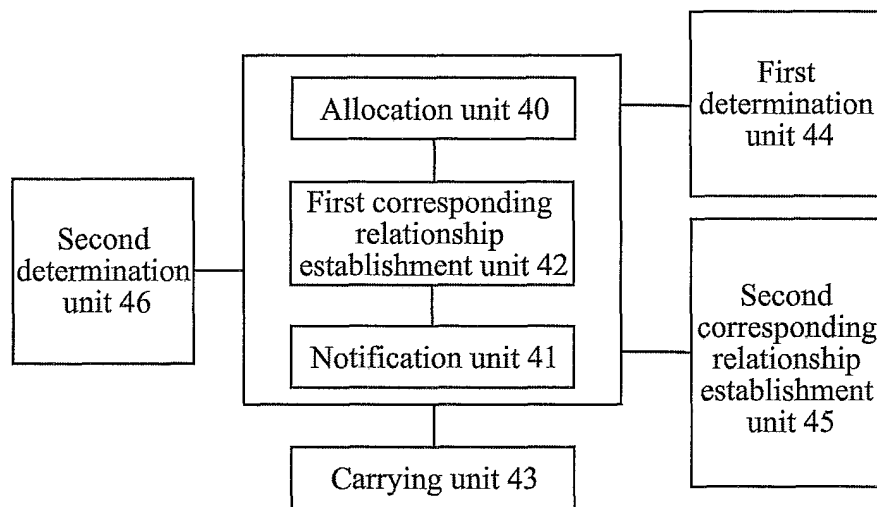 Allocation unit 40
First corresponding
relationship
establishment unit 42
Notification unit 41
Carrying unit 43
Second
determination
unit 46
First
determination
unit 44
Second
corresponding
relationship
establishment
unit 45